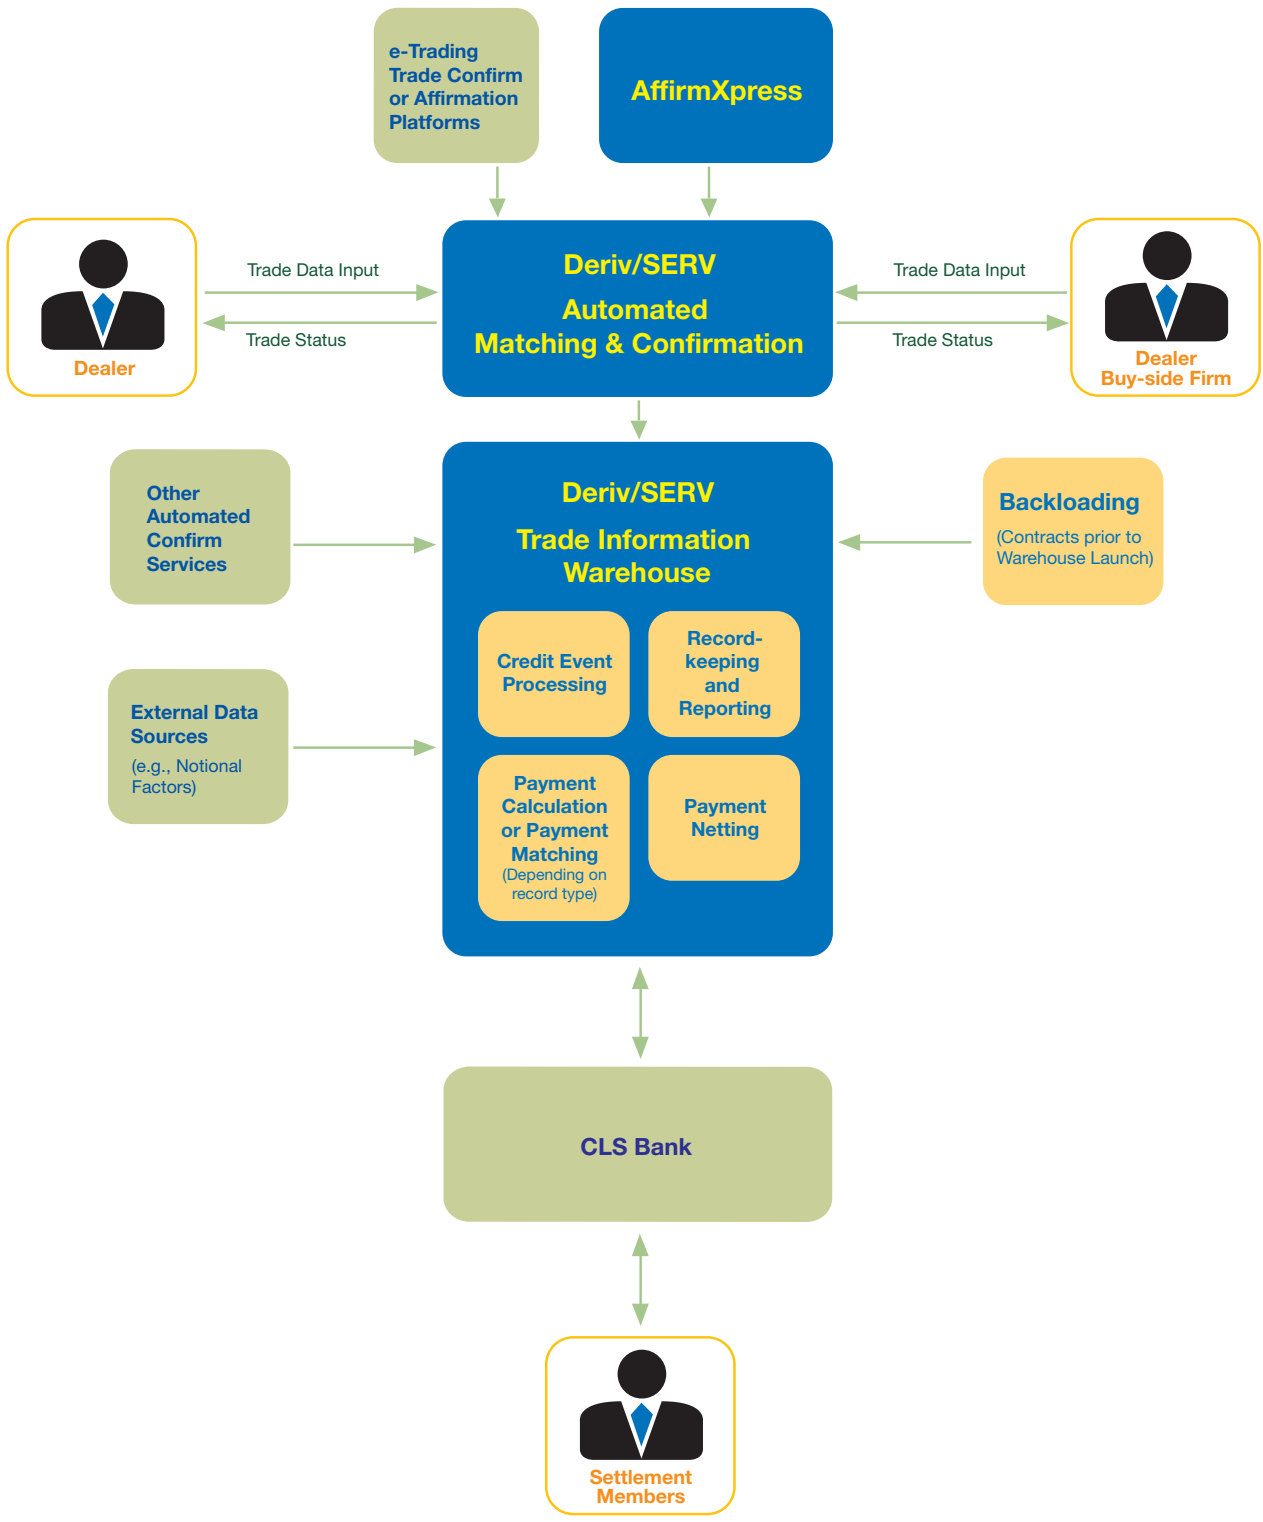 e-Trading
Trade Confirm
or Affirmation
Platforms
AffirmXpress
Dealer
Trade Data Input
Trade Status
Deriv/SERV
Automated
Matching & Confirmation
Trade Data Input
Trade Status
Dealer
Buy-side Firm
Other
Automated
Confirm
Services
External Data
Sources
(e.g., Notional
Factors)
Deriv/SERV
Trade Information
Warehouse
Credit Event
Processing
Record-
keeping
and
Reporting
Payment
Calculation
or Payment
Matching
(Depending on
record type)
Payment
Netting
Backloading
(Contracts prior to
Warehouse Launch)
CLS Bank
Settlement
Members